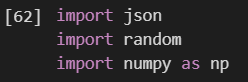 [62] import json
import random
import numpy as np